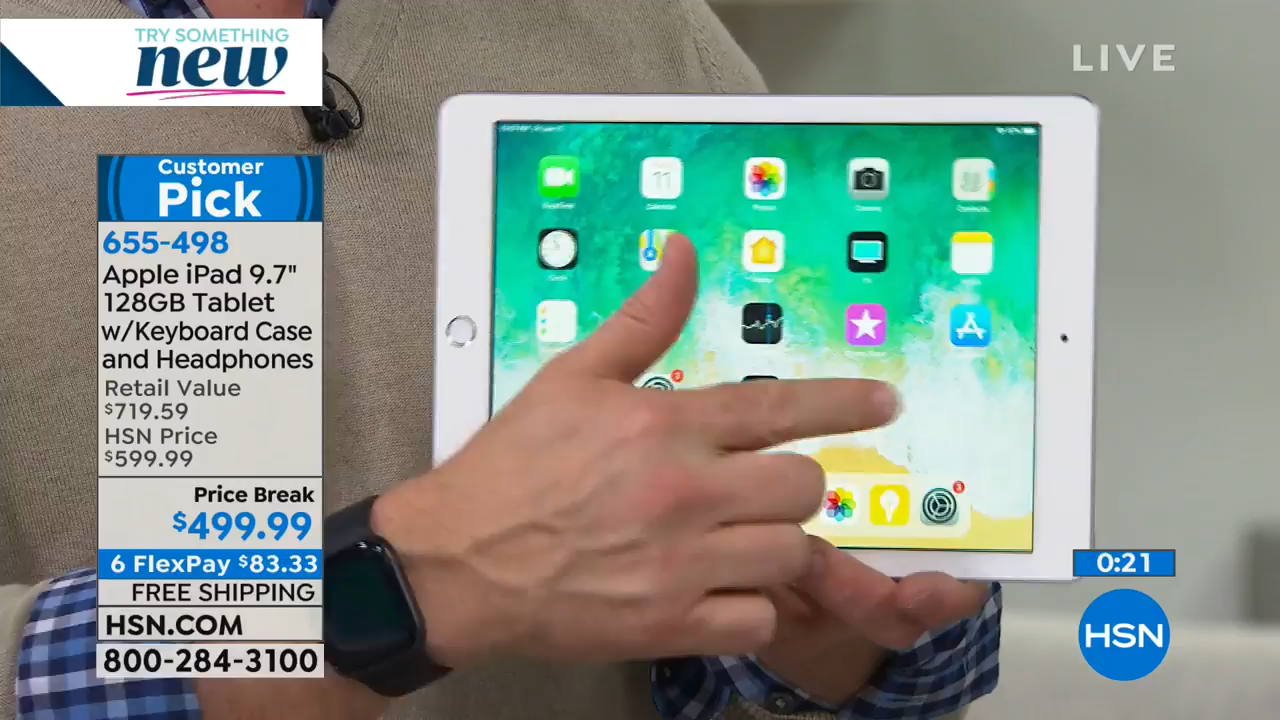 TRY SOMETHING
new
LIVE
Customer
Pick
655-498
Apple iPad 9.7"
128GB Tablet
w/Keyboard Case
and Headphones
Retail Value
$719.59
HSN Price
$599.99
Price Break
$499.99
6 FlexPay $83.33
FREE SHIPPING
HSN.COM
800-284-3100
11
Calendar
0:21
HSN